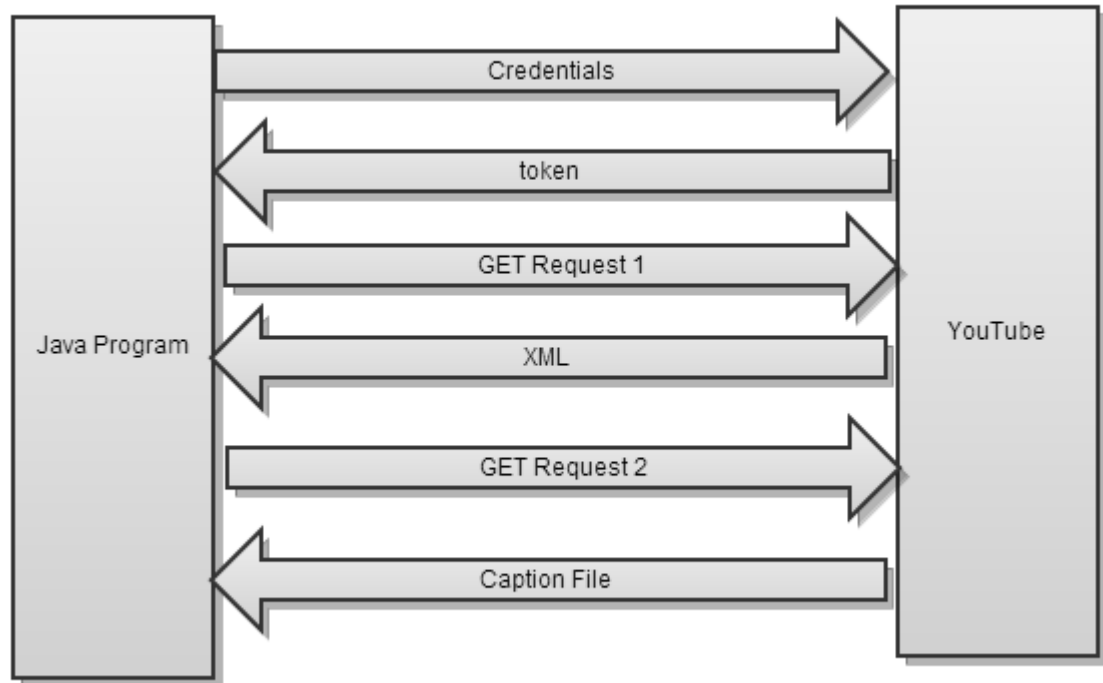 Credentials
token
GET Request 1
Java Program
YouTube
XML
GET Request 2
Caption File